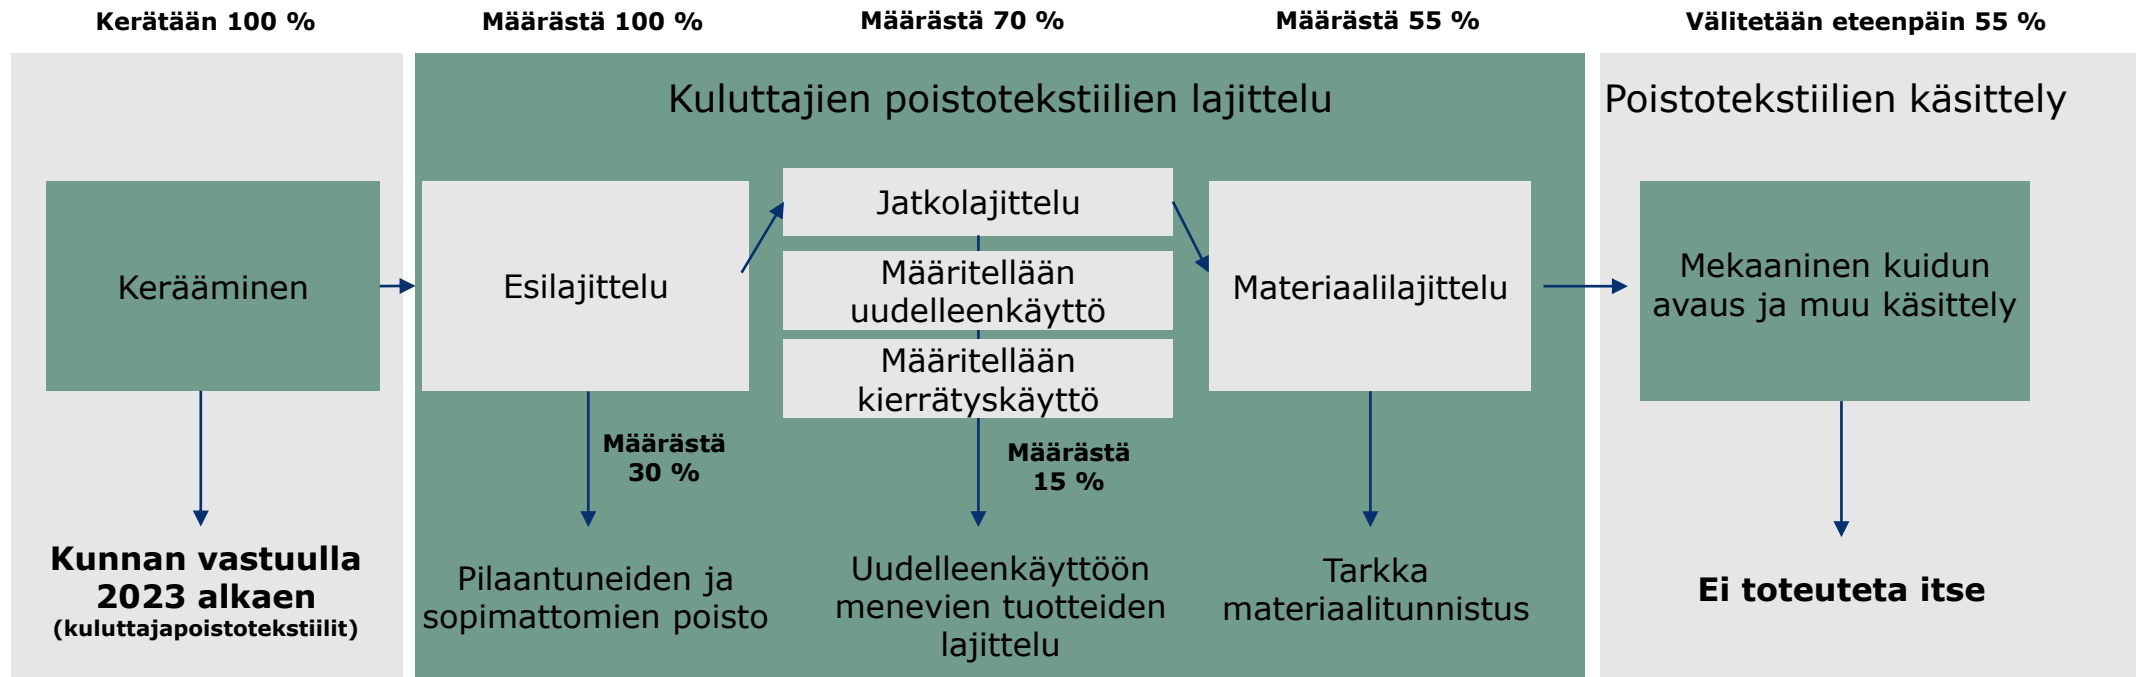 Kerätään 100 %
Määrästä 100 %
Määrästä 70 %
Määrästä 55 %
Välitetään eteenpäin 55 %
Kuluttajien poistotekstiilien lajittelu
Poistotekstiilien käsittely
Kerääminen
Esilajittelu
Jatkolajittelu
Määritellään
uudelleenkäyttö
Määritellään
kierrätyskäyttö
Materiaalilajittelu
Mekaaninen kuidun
avaus ja muu käsittely
Määrästä
30 %
Määrästä
15 %
Kunnan vastuulla
2023 alkaen
(kuluttajapoistotekstiilit)
Pilaantuneiden ja
sopimattomien poisto
Uudelleenkäyttöön
menevien tuotteiden
lajittelu
Tarkka
materiaalitunnistus
Ei toteuteta itse